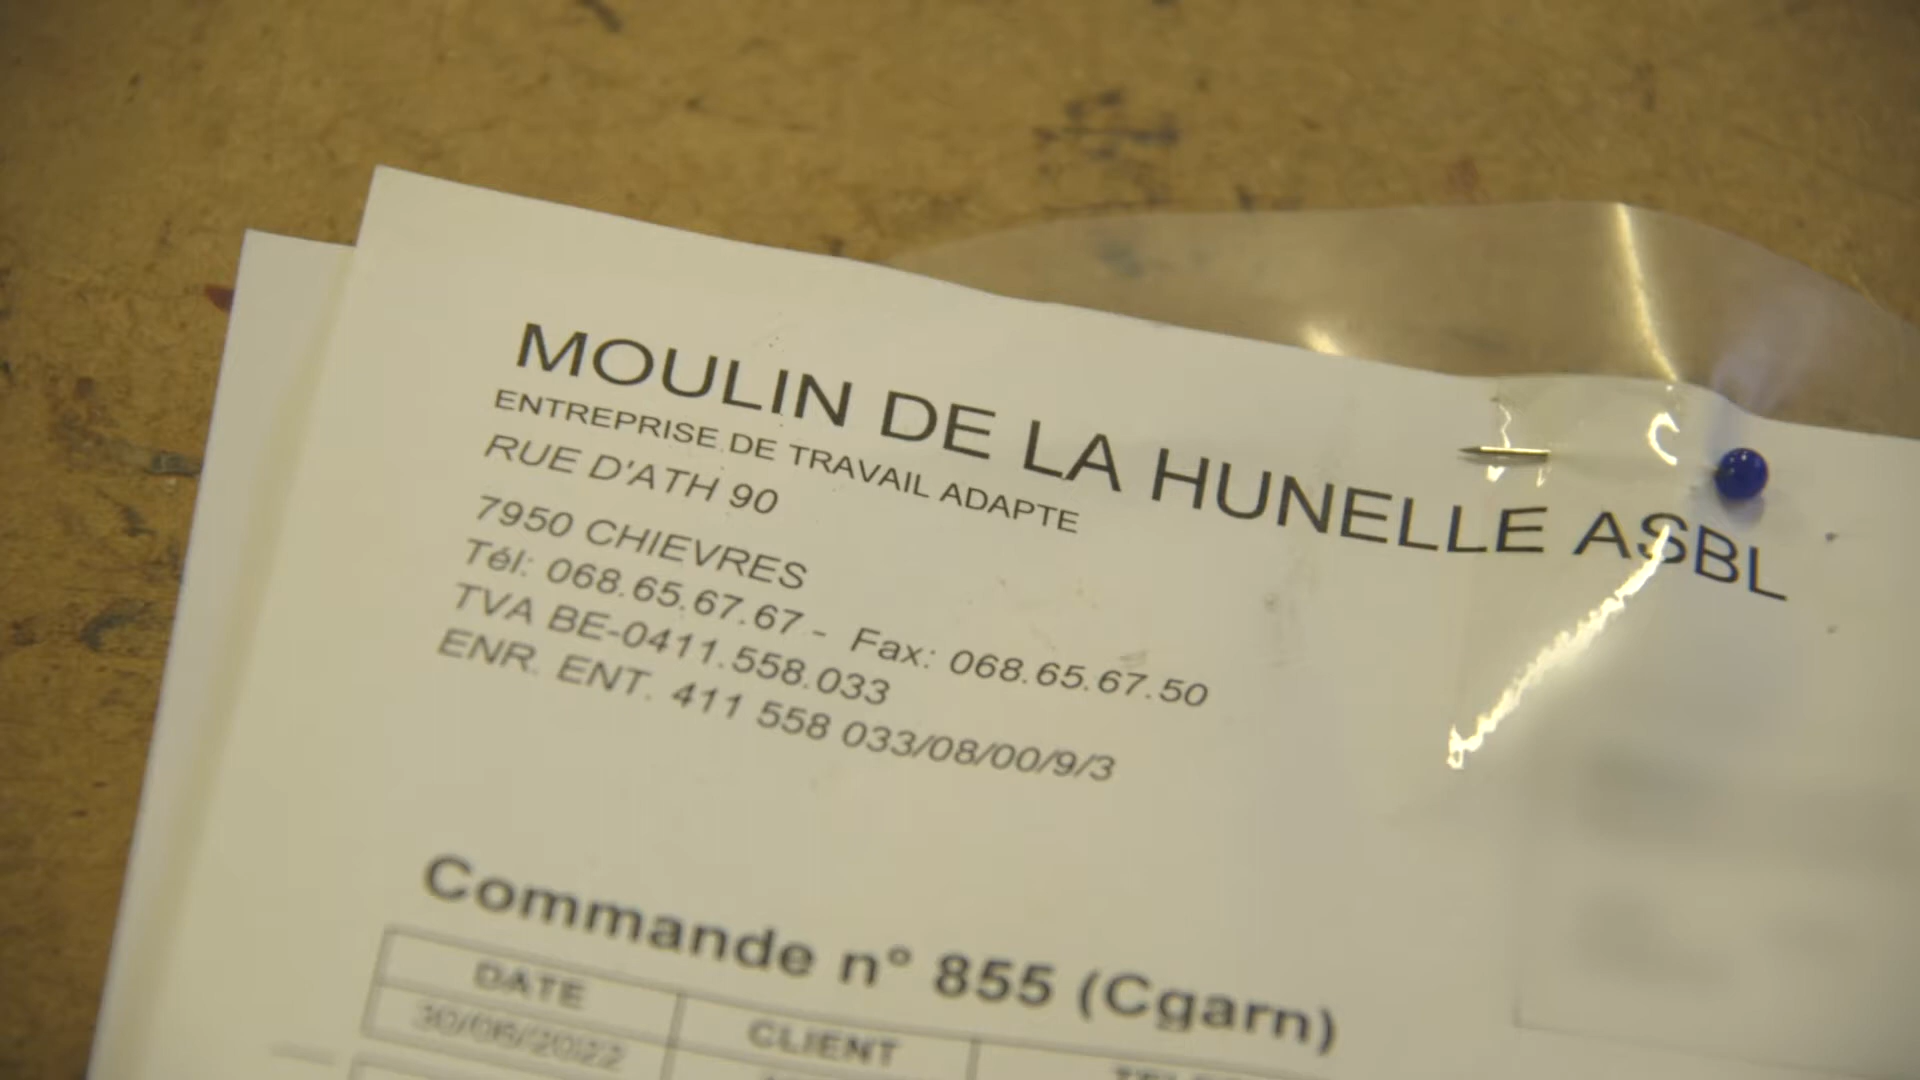 MOULIN DE LA HUNELLE ASBL
ENTREPRISE DE TRAVAIL ADAPTE
RUE D'ATH 90
7950 CHIEVRES
Tél: 068.65.67.67 - Fax: 068.65.67.50
TVA BE-0411.558.033
ENR. ENT. 411 558 033/08/00/9/3
Commande n° 855 (Cgarn)
DATE
CLIENT
30/06/2022